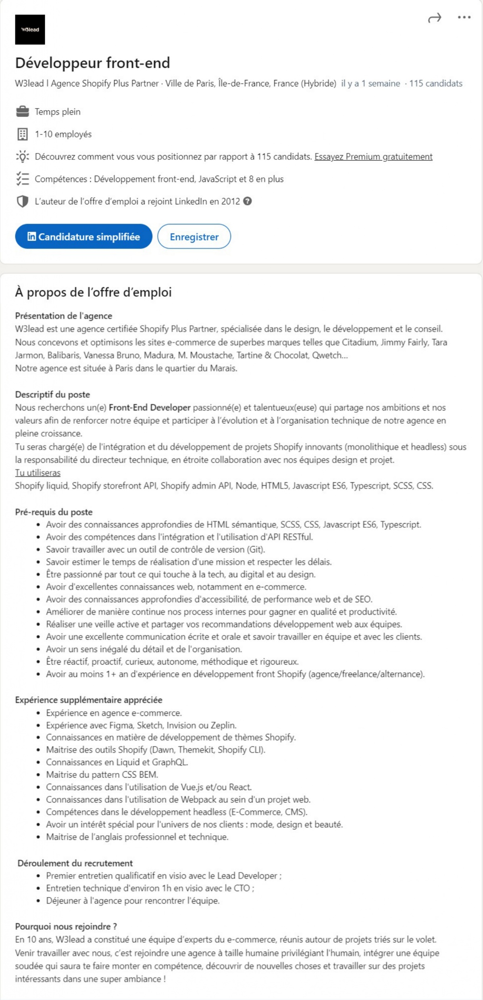 W3lead
Développeur front-end
W3lead l Agence Shopify Plus Partner · Ville de Paris, Île-de-France, France (Hybride) il y a 1 semaine · 115 candidats
Temps plein
1-10 employés
Découvrez comment vous vous positionnez par rapport à 115 candidats. Essayez Premium gratuitement
Compétences : Développement front-end, JavaScript et 8 en plus
L’auteur de l’offre d’emploi a rejoint LinkedIn en 2012 ?
in Candidature simplifiée Enregistrer
À propos de l’offre d’emploi
Présentation de l'agence
W3lead est une agence certifiée Shopify Plus Partner, spécialisée dans le design, le développement et le conseil.
Nous concevons et optimisons les sites e-commerce de superbes marques telles que Citadium, Jimmy Fairly, Tara
Jarmon, Balibaris, Vanessa Bruno, Madura, M. Moustache, Tartine & Chocolat, Qwetch...
Notre agence est située à Paris dans le quartier du Marais.
Descriptif du poste
Nous recherchons un(e) Front-End Developer passionné(e) et talentueux(euse) qui partage nos ambitions et nos
valeurs afin de renforcer notre équipe et participer à l’évolution et à l’organisation technique de notre agence en
pleine croissance.
Tu seras chargé(e) de l'intégration et du développement de projets Shopify innovants (monolithique et headless) sous
la responsabilité du directeur technique, en étroite collaboration avec nos équipes design et projet.
Tu utiliseras
Shopify liquid, Shopify storefront API, Shopify admin API, Node, HTML5, Javascript ES6, Typescript, SCSS, CSS.
Pré-requis du poste
• Avoir des connaissances approfondies de HTML sémantique, SCSS, CSS, Javascript ES6, Typescript.
• Avoir des compétences dans l'intégration et l'utilisation d'API RESTful.
• Savoir travailler avec un outil de contrôle de version (Git).
• Savoir estimer le temps de réalisation d'une mission et respecter les délais.
• Être passionné par tout ce qui touche à la tech, au digital et au design.
• Avoir d'excellentes connaissances web, notamment en e-commerce.
• Avoir des connaissances approfondies d'accessibilité, de performance web et de SEO.
• Améliorer de manière continue nos process internes pour gagner en qualité et productivité.
• Réaliser une veille active et partager vos recommandations développement web aux équipes.
• Avoir une excellente communication écrite et orale et savoir travailler en équipe et avec les clients.
• Avoir un sens inégalé du détail et de l'organisation.
• Être réactif, proactif, curieux, autonome, méthodique et rigoureux.
• Avoir au moins 1+ an d'expérience en développement front Shopify (agence/freelance/alternance).
Expérience supplémentaire appréciée
• Expérience en agence e-commerce.
• Expérience avec Figma, Sketch, Invision ou Zeplin.
• Connaissances en matière de développement de thèmes Shopify.
• Maitrise des outils Shopify (Dawn, Themekit, Shopify CLI).
• Connaissances en Liquid et GraphQL.
• Maitrise du pattern CSS BEM.
• Connaissances dans l'utilisation de Vue.js et/ou React.
• Connaissances dans l'utilisation de Webpack au sein d'un projet web.
• Compétences dans le développement headless (E-Commerce, CMS).
• Avoir un intérêt spécial pour l'univers de nos clients : mode, design et beauté.
• Maitrise de l’anglais professionnel et technique.
Déroulement du recrutement
• Premier entretien qualificatif en visio avec le Lead Developer ;
• Entretien technique d'environ 1h en visio avec le CTO ;
• Déjeuner à l'agence pour rencontrer l'équipe.
Pourquoi nous rejoindre ?
En 10 ans, W3lead a constitué une équipe d’experts du e-commerce, réunis autour de projets triés sur le volet.
Venir travailler avec nous, c’est rejoindre une agence à taille humaine privilégiant l'humain, intégrer une équipe
soudée qui saura te faire monter en compétence, découvrir de nouvelles choses et travailler sur des projets
intéressants dans une super ambiance !